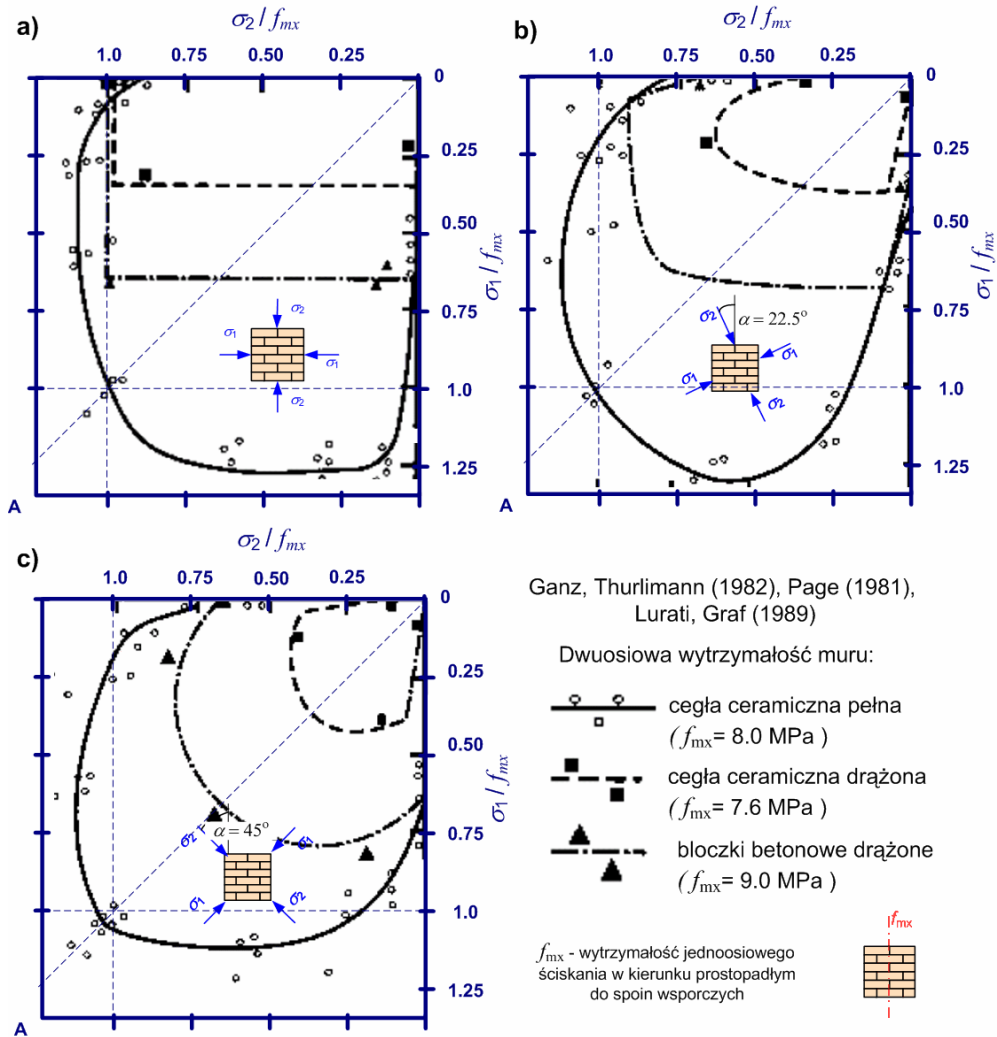 a)
σ2 / fmx
1.0 0.75 0.50 0.25
0
0.25
0.50
0.75
1.0
1.25
σ1 / fmx
σ2
σ1
σ1
σ2
A
b)
σ2 / fmx
1.0 0.75 0.50 0.25
0
0.25
0.50
0.75
1.0
1.25
σ1 / fmx
σ2
α = 22.5°
σ1
σ1
σ2
A
c)
σ2 / fmx
1.0 0.75 0.50 0.25
0
0.25
0.50
0.75
1.0
1.25
σ1 / fmx
σ2
α = 45°
σ1
σ1
σ2
A
Ganz, Thurlimann (1982), Page (1981),
Lurati, Graf (1989)
Dwuosiowa wytrzymałość muru:
cegła ceramiczna pełna
( fmx= 8.0 MPa )
cegła ceramiczna drążona
( fmx= 7.6 MPa )
bloczki betonowe drążone
( fmx= 9.0 MPa )
fmx
fmx - wytrzymałość jednoosiowego
ściskania w kierunku prostopadłym
do spoin wsporczych